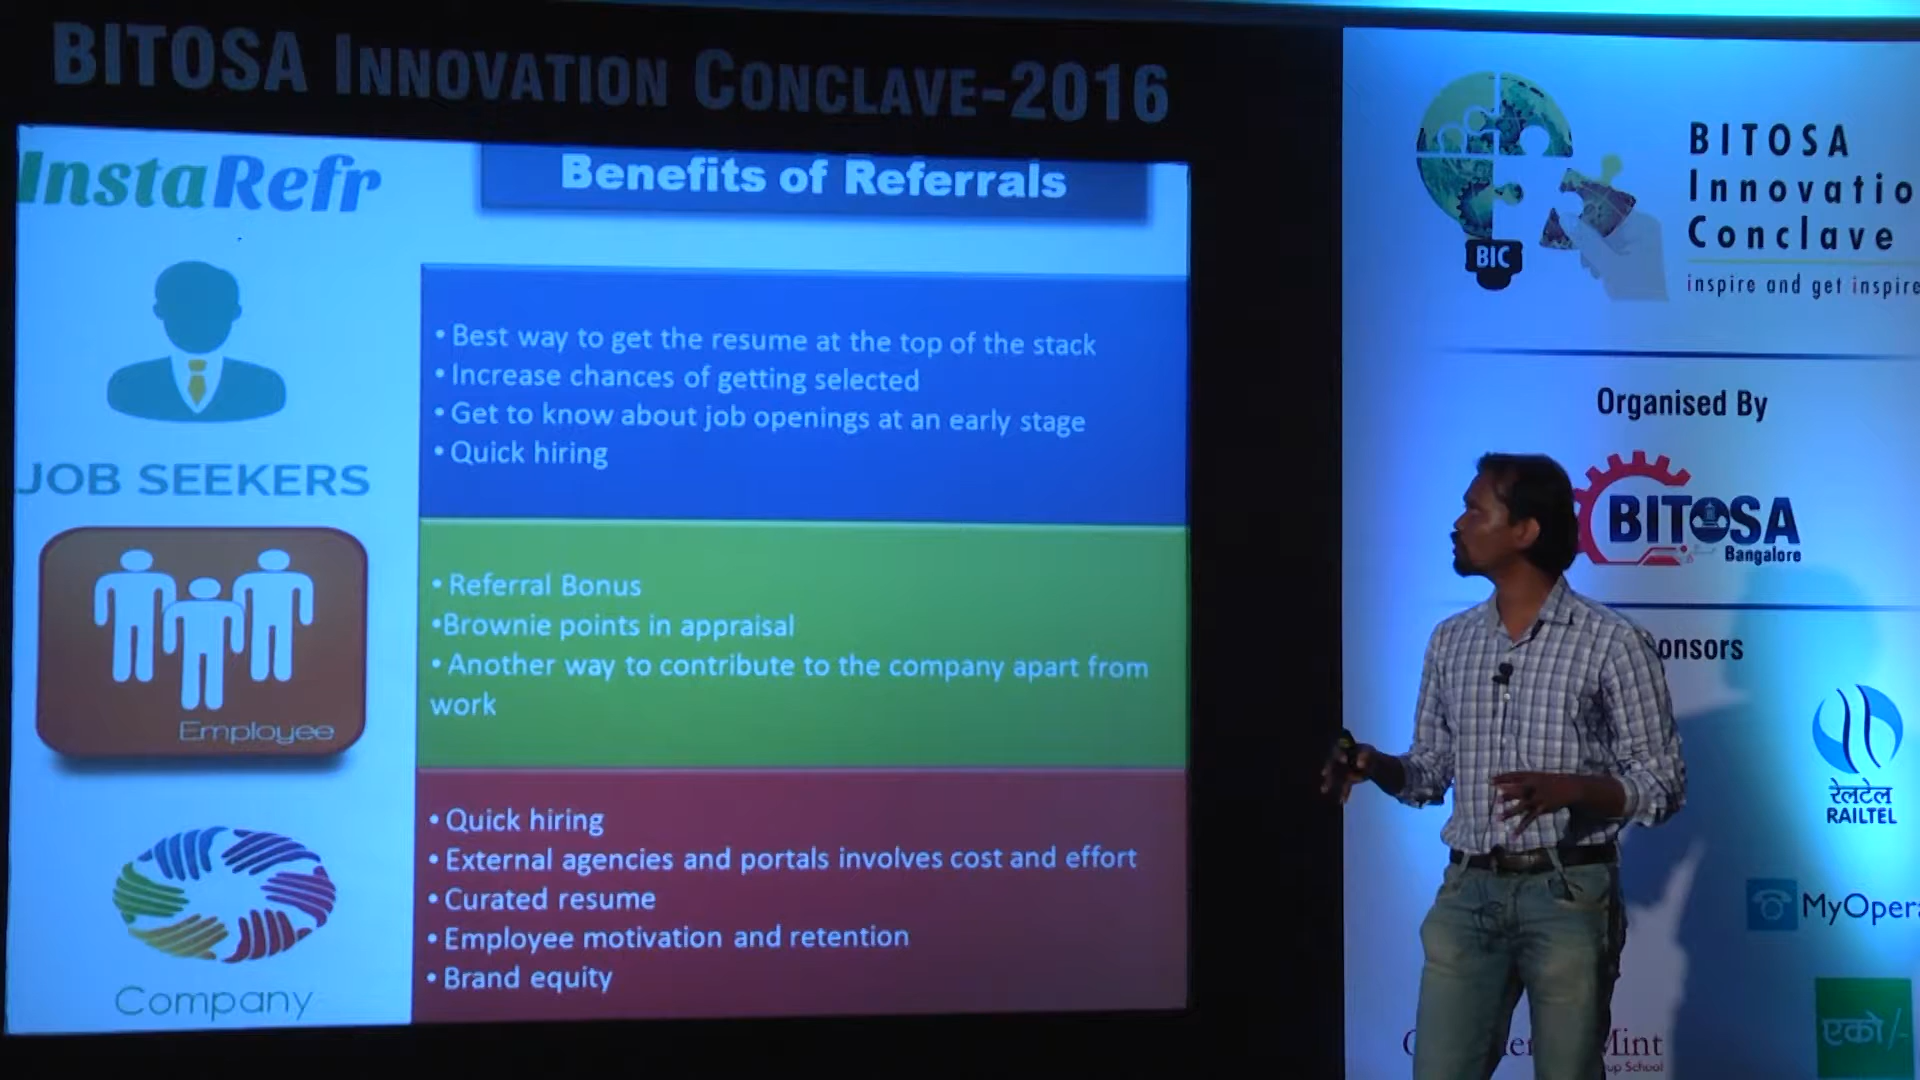 BITOSA INNOVATION CONCLAVE-2016
InstaRefr
Benefits of Referrals
• Best way to get the resume at the top of the stack
• Increase chances of getting selected
• Get to know about job openings at an early stage
• Quick hiring
JOB SEEKERS
• Referral Bonus
•Brownie points in appraisal
• Another way to contribute to the company apart from
work
Employee
• Quick hiring
• External agencies and portals involves cost and effort
• Curated resume
• Employee motivation and retention
• Brand equity
Company
BIC
BITOSA
Innovatio
Conclave
inspire and get inspire
Organised By
BITOSA
Bangalore
onsors
रेलटेल
RAILTEL
MyOpera
एको/-
Mint
up School